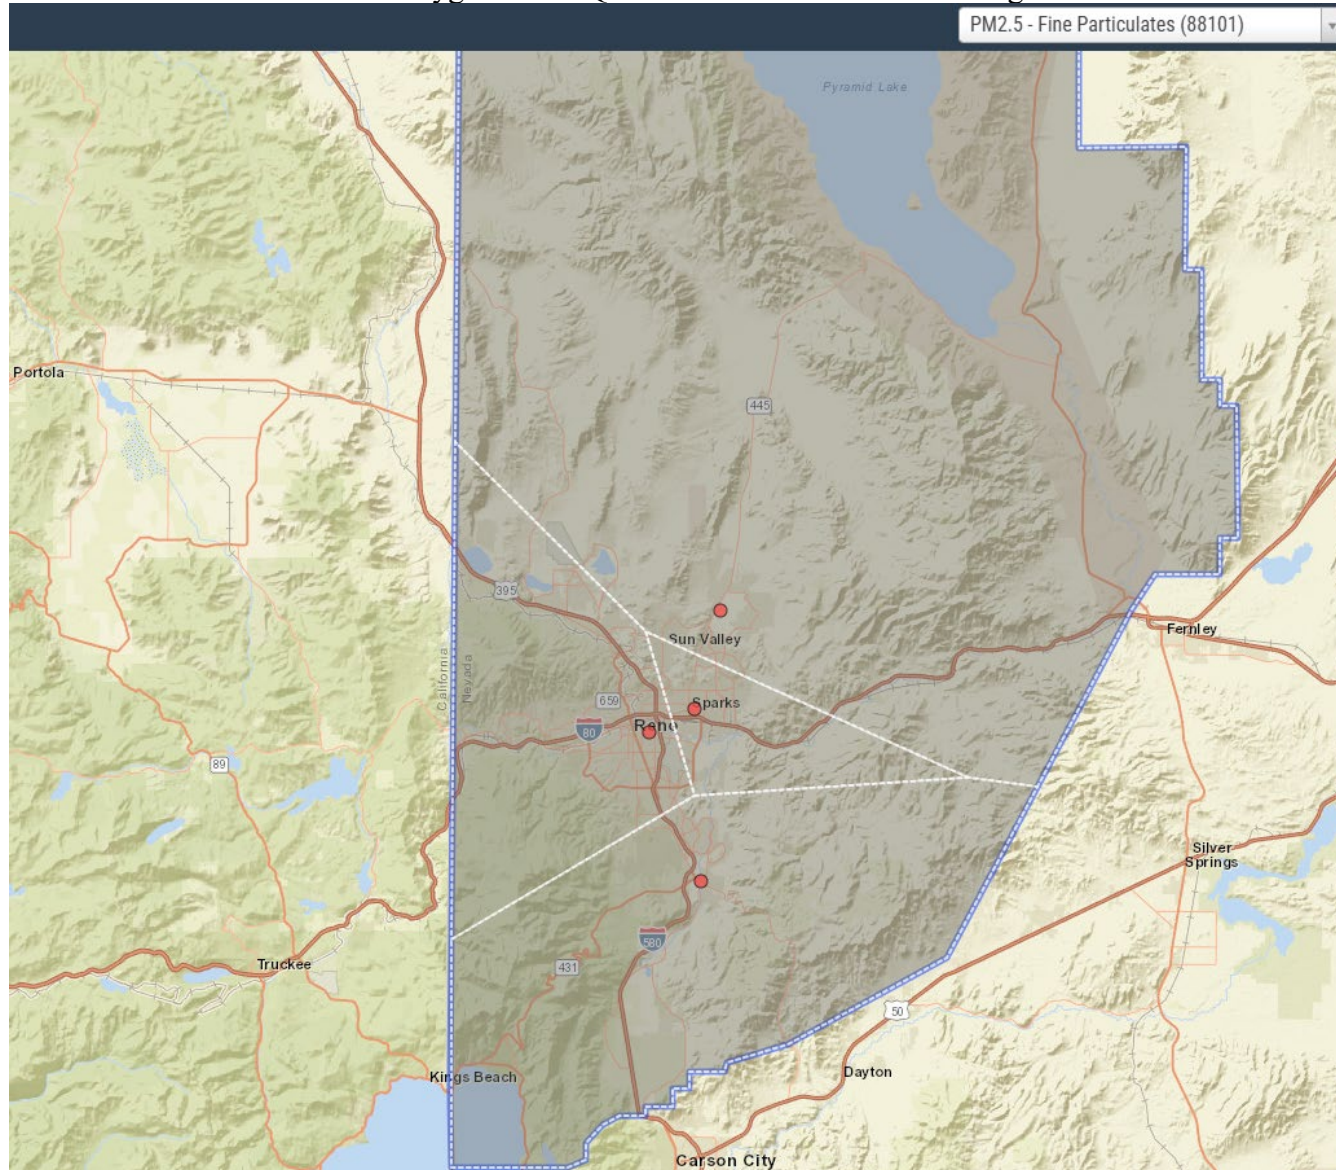 PM2.5 - Fine Particulates (88101)
Pyramid Lake
Portola
445
395
Sun Valley
Fernley
California
Nevada
659
Sparks
Reno
80
89
Silver
Springs
580
Truckee
431
50
Kings Beach
Dayton
Carson City